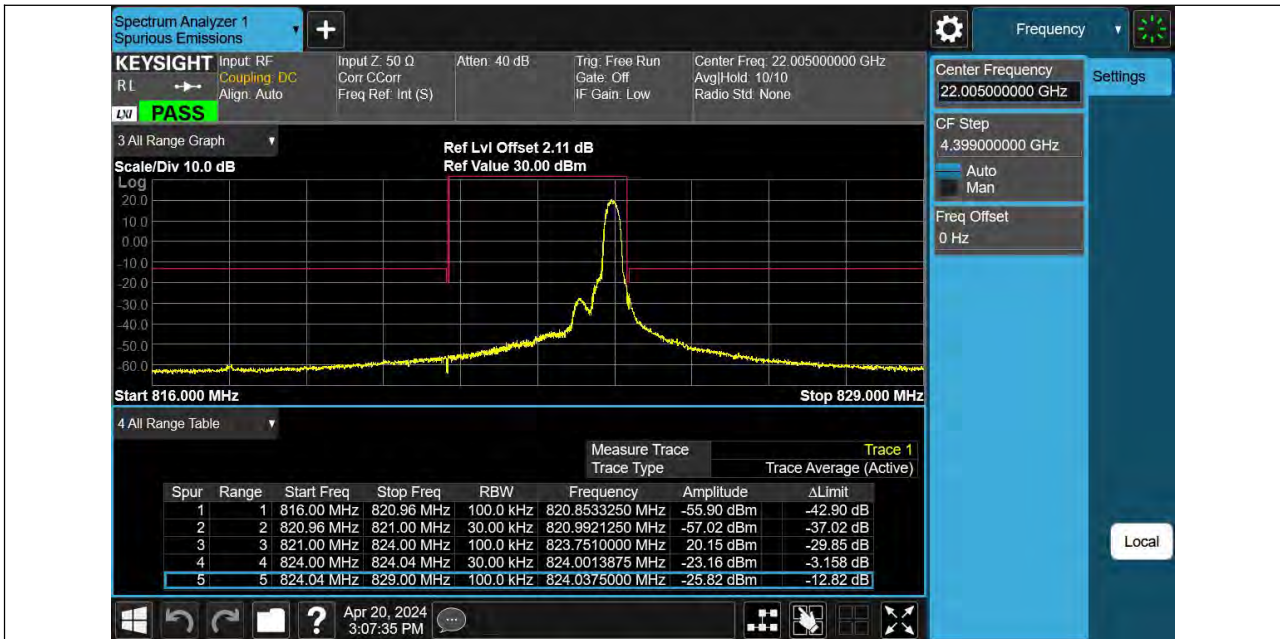 Spectrum Analyzer 1
Spurious Emissions
Frequency
KEYSIGHT
R L
LXI
PASS
Input: RF
Coupling: DC
Align: Auto
Input Z: 50 Ω
Corr CCorr
Freq Ref: Int (S)
Atten: 40 dB
Trig: Free Run
Gate: Off
IF Gain: Low
Center Freq: 22.005000000 GHz
Avg|Hold: 10/10
Radio Std: None
Center Frequency
22.005000000 GHz
Settings
CF Step
4.399000000 GHz
Auto
Man
Freq Offset
0 Hz
3 All Range Graph
Ref Lvl Offset 2.11 dB
Scale/Div 10.0 dB
Ref Value 30.00 dBm
Log
20.0
10.0
0.00
-10.0
-20.0
-30.0
-40.0
-50.0
-60.0
Start 816.000 MHz
Stop 829.000 MHz
4 All Range Table
Measure Trace Trace 1
Trace Type Trace Average (Active)
Spur Range Start Freq Stop Freq RBW Frequency Amplitude ΔLimit
1 1 816.00 MHz 820.96 MHz 100.0 kHz 820.8533250 MHz -55.90 dBm -42.90 dB
2 2 820.96 MHz 821.00 MHz 30.00 kHz 820.9921250 MHz -57.02 dBm -37.02 dB
3 3 821.00 MHz 824.00 MHz 100.0 kHz 823.7510000 MHz 20.15 dBm -29.85 dB
4 4 824.00 MHz 824.04 MHz 30.00 kHz 824.0013875 MHz -23.16 dBm -3.158 dB
5 5 824.04 MHz 829.00 MHz 100.0 kHz 824.0375000 MHz -25.82 dBm -12.82 dB
Local
Apr 20, 2024
3:07:35 PM